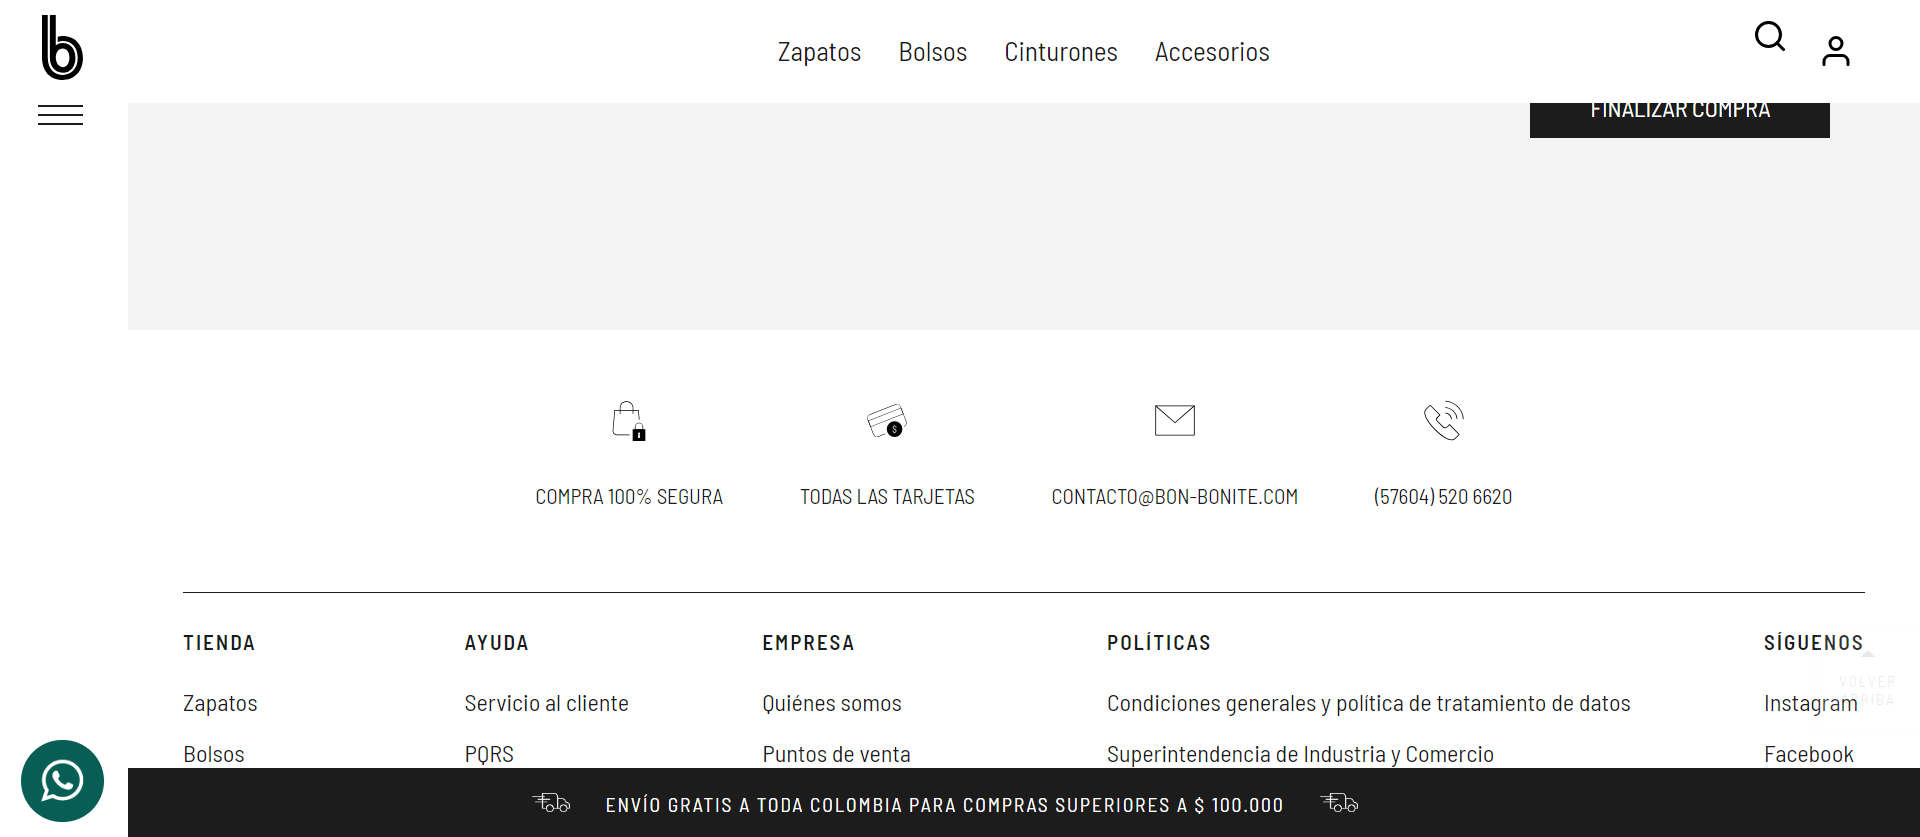 b
Zapatos Bolsos Cinturones Accesorios
FINALIZAR COMPRA
COMPRA 100% SEGURA TODAS LAS TARJETAS CONTACTO@BON-BONITE.COM (57604) 520 6620
TIENDA AYUDA EMPRESA POLÍTICAS SÍGUENOS
VOLVER
ARRIBA
Zapatos Servicio al cliente Quiénes somos Condiciones generales y política de tratamiento de datos Instagram
Bolsos PQRS Puntos de venta Superintendencia de Industria y Comercio Facebook
ENVÍO GRATIS A TODA COLOMBIA PARA COMPRAS SUPERIORES A $ 100.000